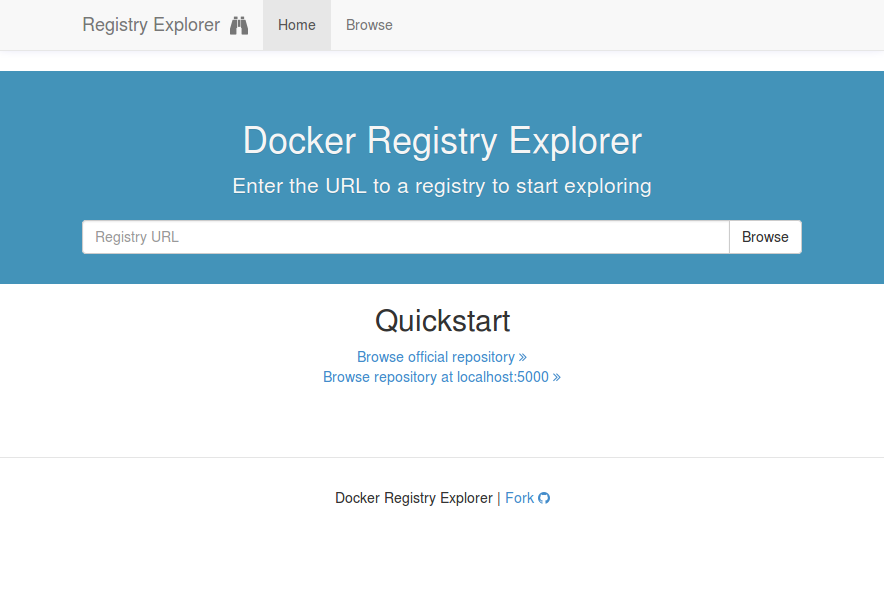 Registry Explorer Home Browse
Docker Registry Explorer
Enter the URL to a registry to start exploring
Registry URL Browse
Quickstart
Browse official repository »
Browse repository at localhost:5000 »
Docker Registry Explorer | Fork